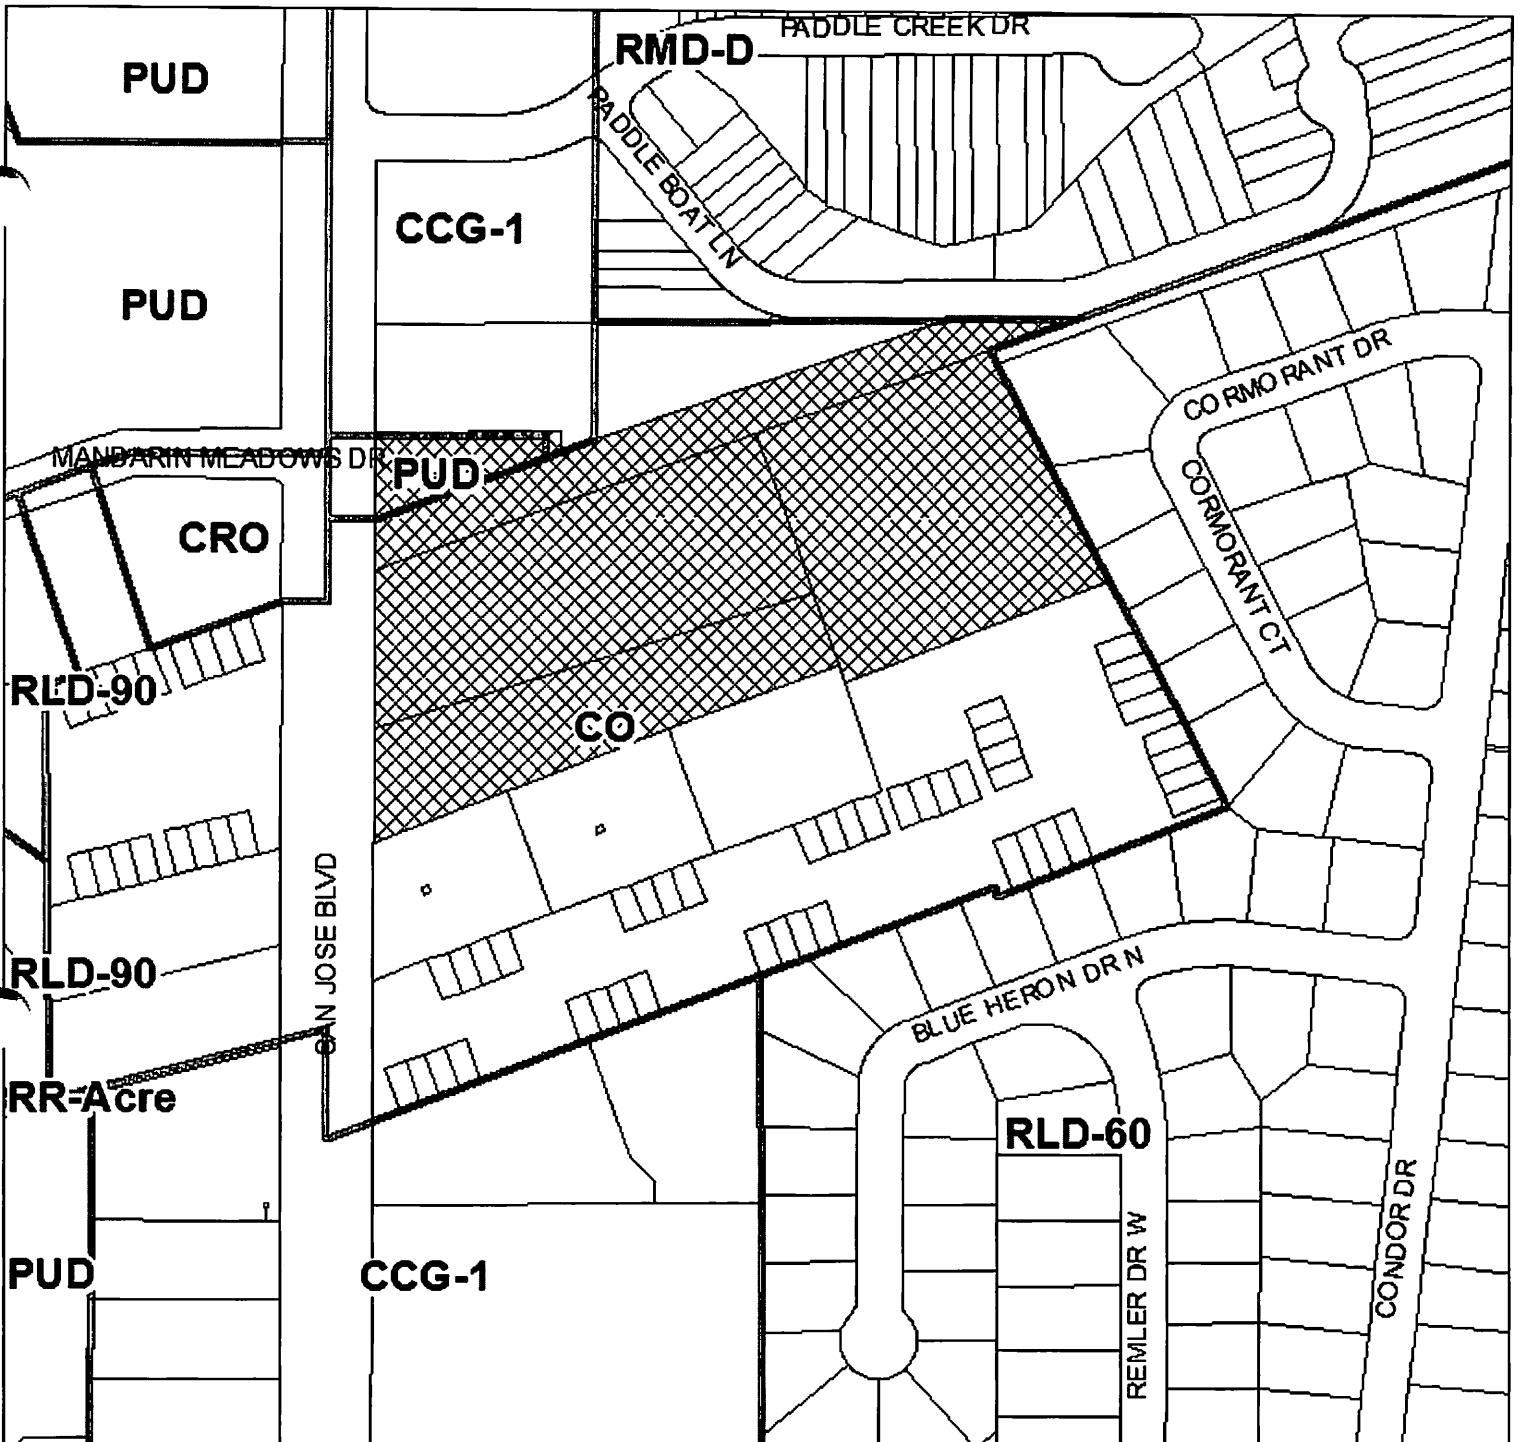 PADDLE CREEK DR
RMD-D
PUD
PADDLE BOAT LN
CCG-1
PUD
CORMORANT DR
MANDARIN MEADOWS DR
PUD
CORMORANT CT
CRO
RLD-90
CO
SAN JOSE BLVD
RLD-90
BLUE HERON DR N
RR-Acre
RLD-60
CONDOR DR
PUD
CCG-1
REMLER DR W